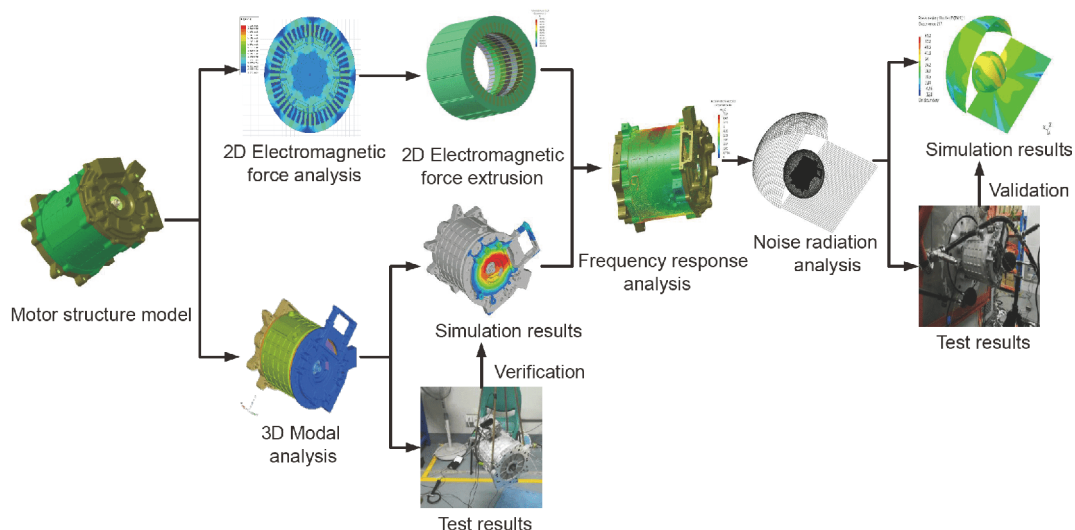 2D Electromagnetic
force analysis
2D Electromagnetic
force extrusion
Simulation results
Validation
Motor structure model
Noise radiation
analysis
Frequency response
analysis
Simulation results
Test results
Verification
3D Modal
analysis
Test results